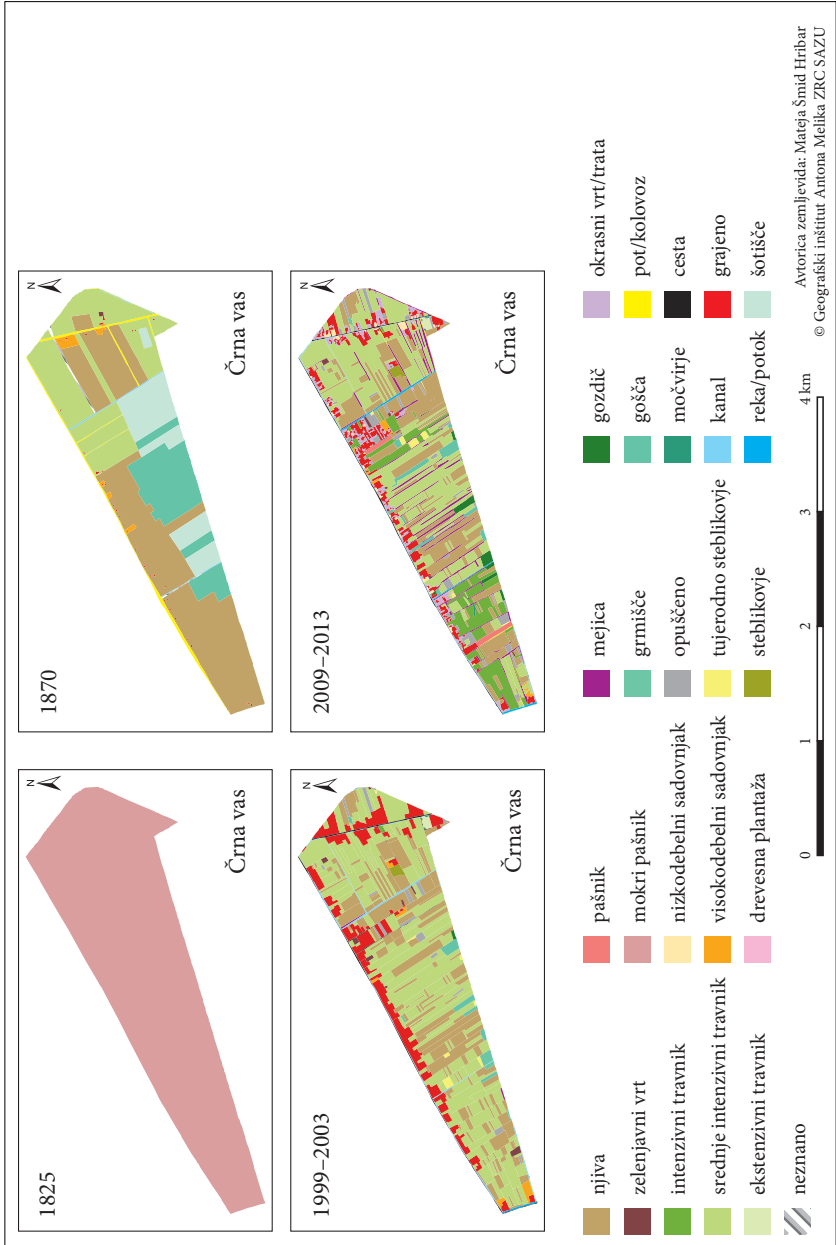 1825
N
Črna vas
1870
N
Črna vas
1999–2003
N
Črna vas
2009–2013
N
Črna vas
njiva
zelenjavni vrt
intenzivni travnik
srednje intenzivni travnik
ekstenzivni travnik
neznano
pašnik
mokri pašnik
nizkodebelni sadovnjak
visokodebelni sadovnjak
drevesna plantaža
mejica
grmišče
opuščeno
tujerodno steblikovje
steblikovje
gozdič
gošča
močvirje
kanal
reka/potok
okrasni vrt/trata
pot/kolovoz
cesta
grajeno
šotišče
0 1 2 3 4 km
Avtorica zemljevida: Mateja Šmid Hribar
© Geografski inštitut Antona Melika ZRC SAZU